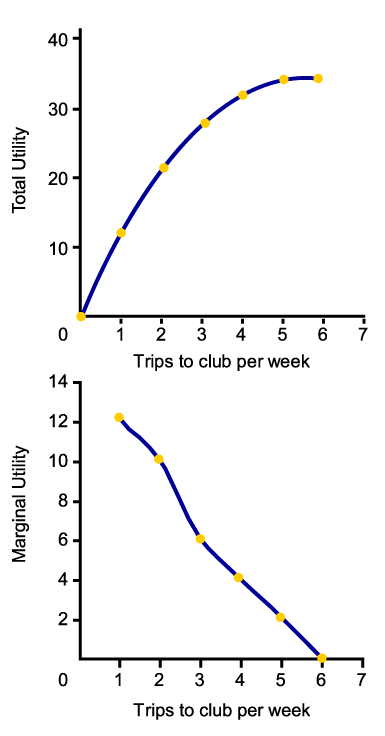 40
30
20
10
0
Total Utility
1 2 3 4 5 6 7
Trips to club per week
14
12
10
8
6
4
2
0
Marginal Utility
1 2 3 4 5 6 7
Trips to club per week